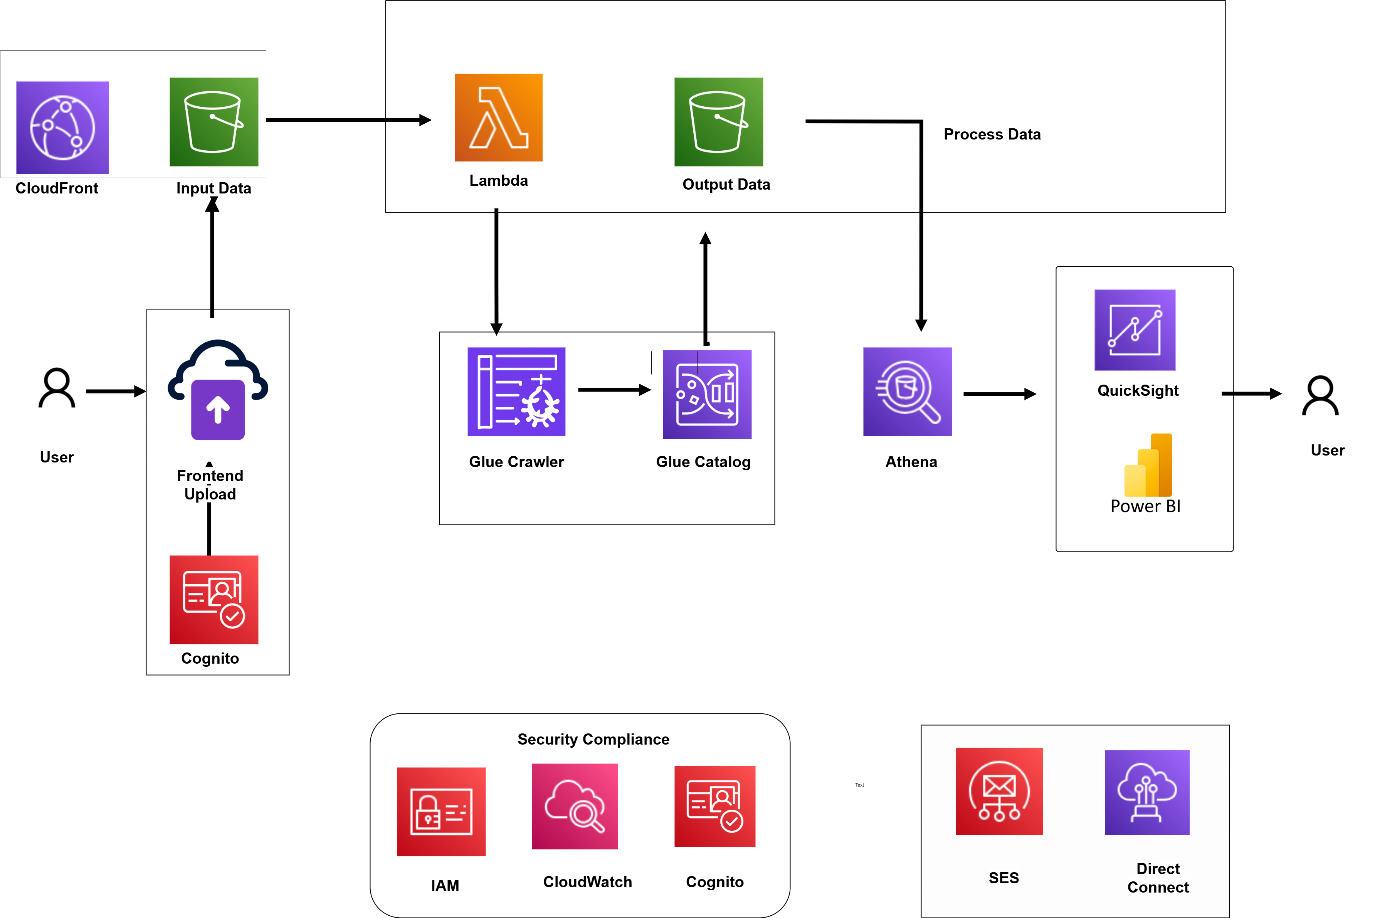 Process Data
CloudFront
Input Data
Lambda
Output Data
QuickSight
User
Frontend
Upload
Glue Crawler
Glue Catalog
Athena
User
Power BI
Cognito
Security Compliance
Text
IAM
CloudWatch
Cognito
SES
Direct
Connect